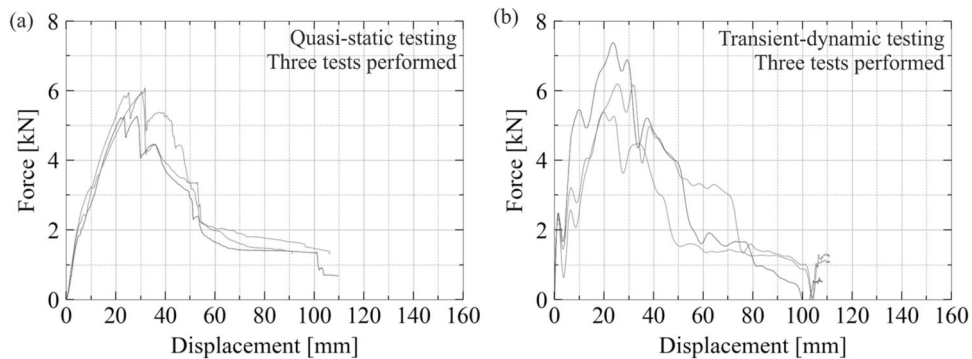 (a)
8
Quasi-static testing
Three tests performed
6
4
2
0
Force [kN]
0 20 40 60 80 100 120 140 160
Displacement [mm]
(b)
8
Transient-dynamic testing
Three tests performed
6
4
2
0
Force [kN]
0 20 40 60 80 100 120 140 160
Displacement [mm]